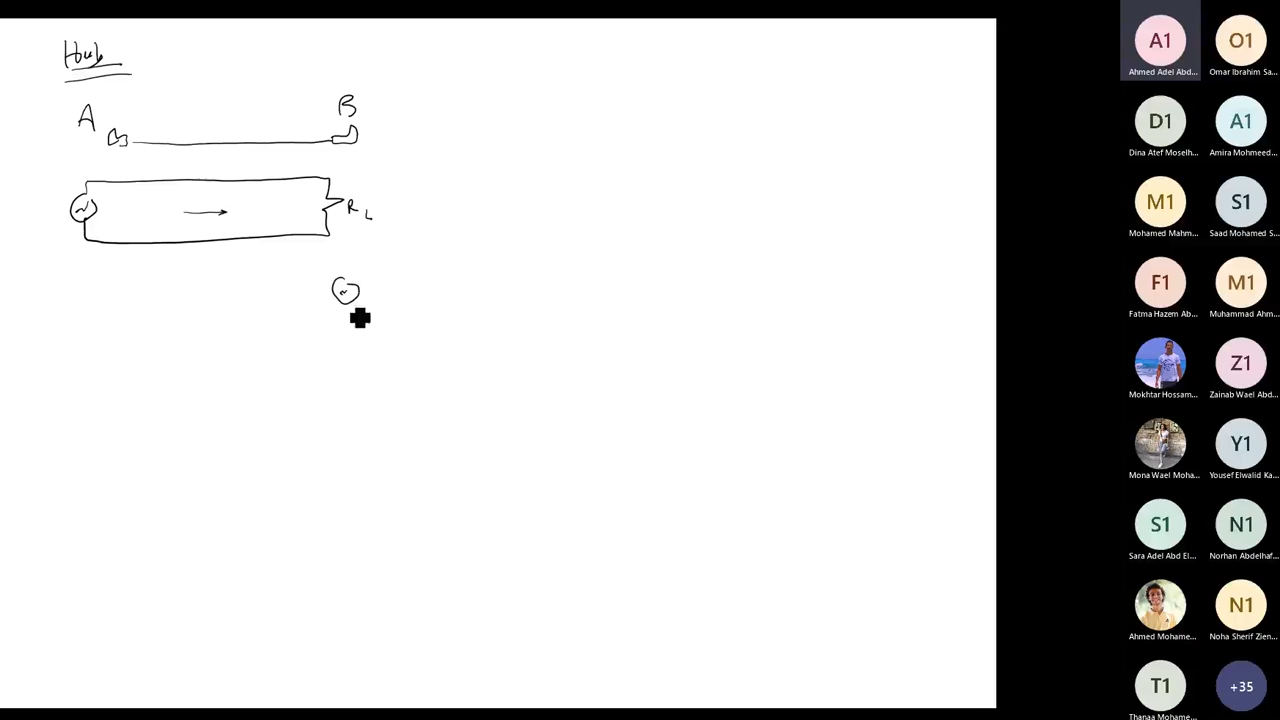 Hub
A
B
~
R L
~
A1
O1
Ahmed Adel Abd...
Omar Ibrahim Sa...
D1
A1
Dina Atef Moselh...
Amira Mohmeed...
M1
S1
Mohamed Mahm...
Saad Mohamed S...
F1
M1
Fatma Hazem Ab...
Muhammad Ahm...
Z1
Mokhtar Hossam...
Zainab Wael Abd...
Y1
Mona Wael Moha...
Yousef Elwalid Ka...
S1
N1
Sara Adel Abd El...
Norhan Abdelhaf...
N1
Ahmed Mohame...
Noha Sherif Zien...
T1
+35
Thanaa Mohame...